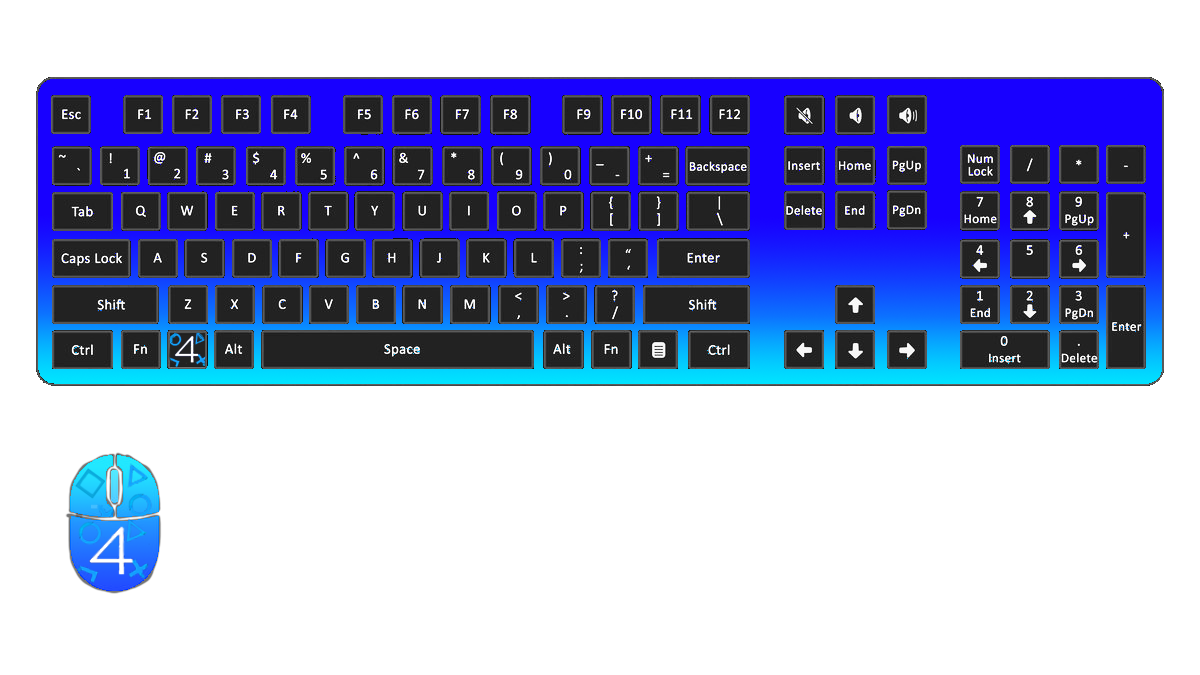 Esc F1 F2 F3 F4 F5 F6 F7 F8 F9 F10 F11 F12
~ ` ! 1 @ 2 # 3 $ 4 % 5 ^ 6 & 7 * 8 ( 9 ) 0 _ - + = Backspace Insert Home PgUp Num Lock / * -
Tab Q W E R T Y U I O P { [ } ] | \ Delete End PgDn 7 Home 8 ⬆ 9 PgUp +
Caps Lock A S D F G H J K L : ; “ ‘ Enter 4 ⬅ 5 6 ➡
Shift Z X C V B N M < , > . ? / Shift ⬆ 1 End 2 ⬇ 3 PgDn Enter
Ctrl Fn 4 Alt Space Alt Fn Ctrl ⬅ ⬇ ➡ 0 Insert . Delete
4